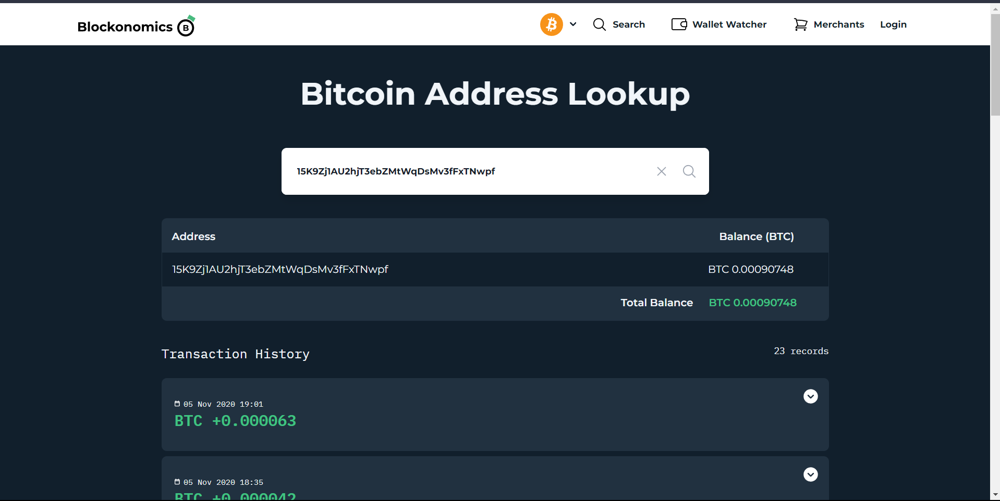 Blockonomics B
Search
Wallet Watcher
Merchants
Login
Bitcoin Address Lookup
15K9Zj1AU2hjT3ebZMtWqDsMv3fFxTNwpf
Address Balance (BTC)
15K9Zj1AU2hjT3ebZMtWqDsMv3fFxTNwpf BTC 0.00090748
Total Balance BTC 0.00090748
Transaction History 23 records
05 Nov 2020 19:01
BTC +0.000063
05 Nov 2020 18:35
BTC +0.000042